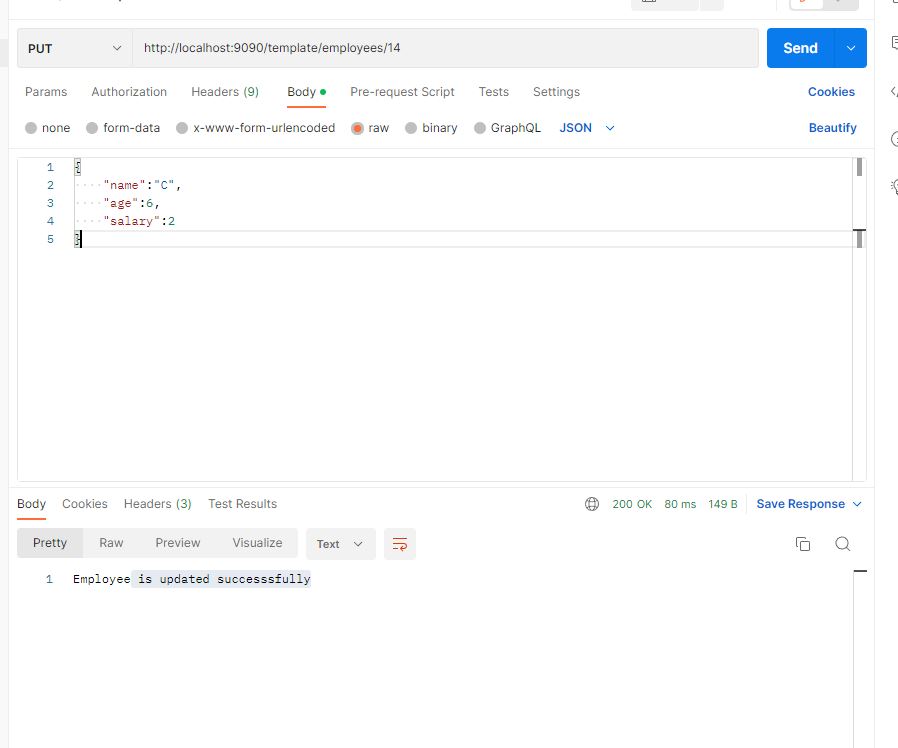 PUT http://localhost:9090/template/employees/14 Send
Params Authorization Headers (9) Body Pre-request Script Tests Settings Cookies
none form-data x-www-form-urlencoded raw binary GraphQL JSON Beautify
1 {
2 "name":"C",
3 "age":6,
4 "salary":2
5 }
Body Cookies Headers (3) Test Results 200 OK 80 ms 149 B Save Response
Pretty Raw Preview Visualize Text
1 Employee is updated successsfully